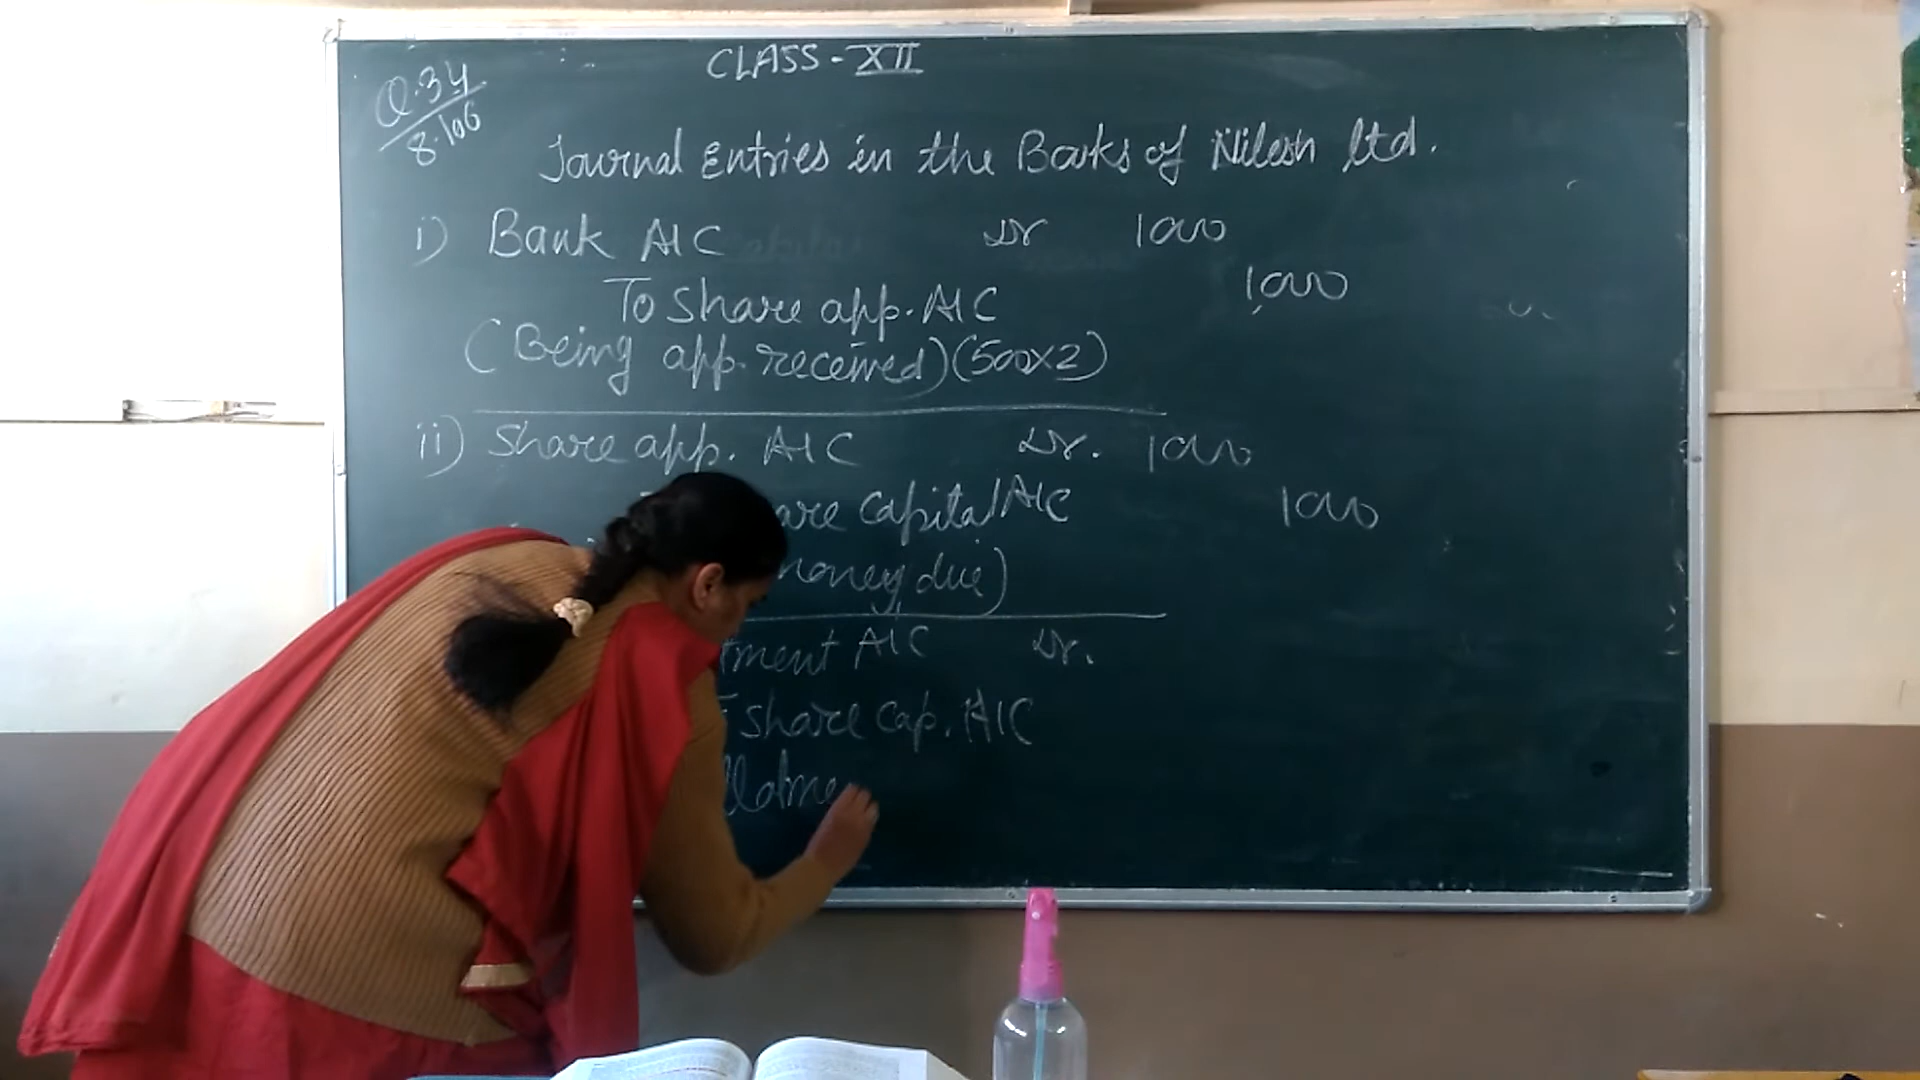 CLASS - XII
Q.34
8.106
Journal Entries in the Books of Nilesh ltd.
i) Bank A/C Dr 1000
To Share app. A/C 1000
(Being app. received) (500x2)
ii) Share app. A/C Dr. 1000
Capital A/C 1000
money due)
A/C Dr.
Share Cap. A/C